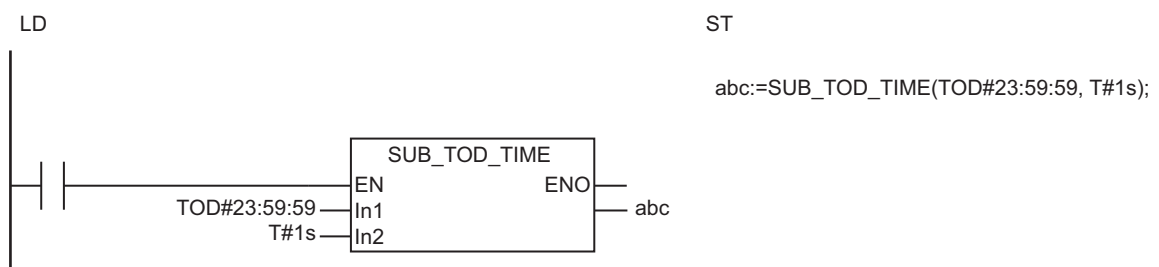 LD
ST
abc:=SUB_TOD_TIME(TOD#23:59:59, T#1s);
SUB_TOD_TIME
EN ENO
TOD#23:59:59 In1 abc
T#1s In2